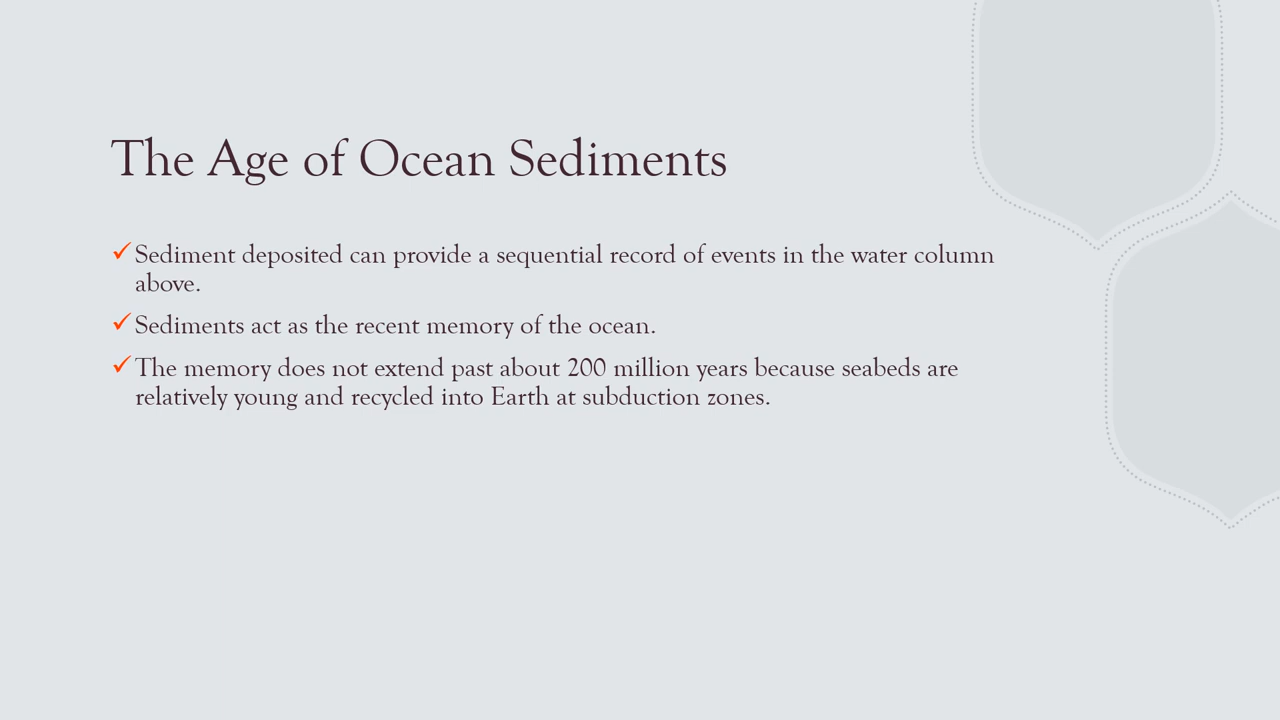 The Age of Ocean Sediments
✓Sediment deposited can provide a sequential record of events in the water column
above.
✓Sediments act as the recent memory of the ocean.
✓The memory does not extend past about 200 million years because seabeds are
relatively young and recycled into Earth at subduction zones.